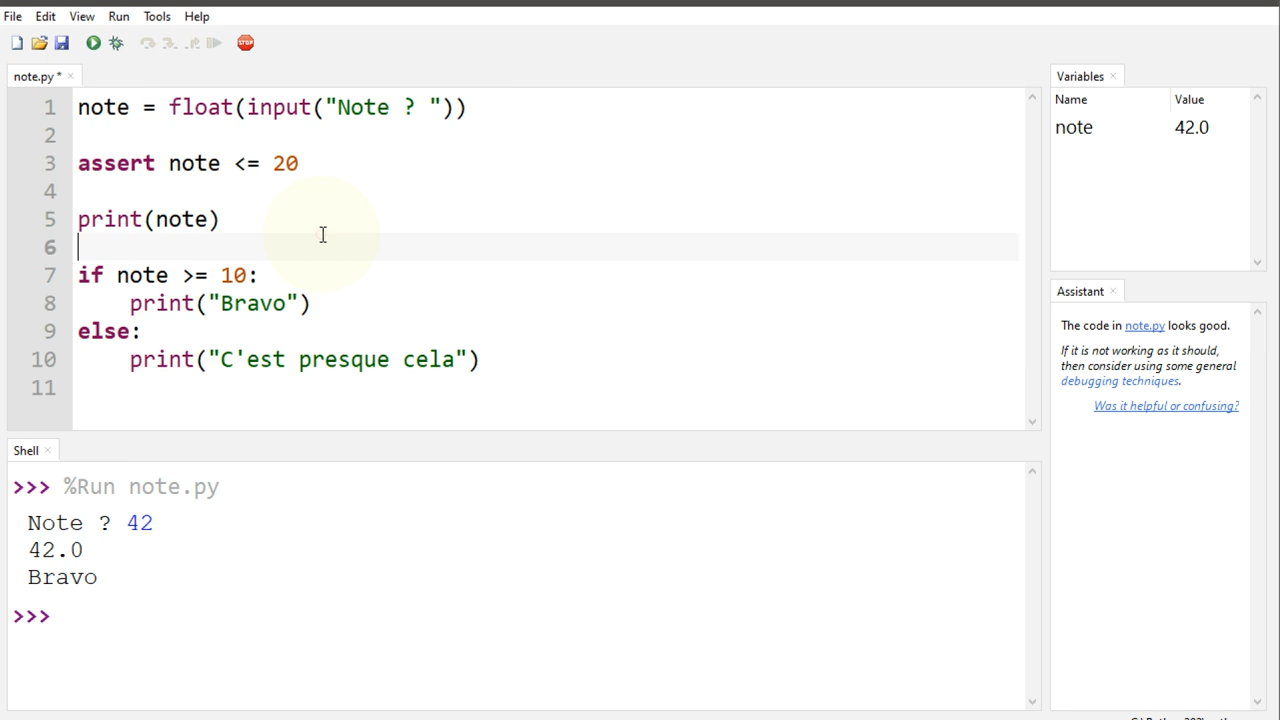 File Edit View Run Tools Help
STOP
note.py *
1 note = float(input("Note ? "))
2
3 assert note <= 20
4
5 print(note)
6
7 if note >= 10:
8     print("Bravo")
9 else:
10     print("C'est presque cela")
11
Shell
>>> %Run note.py
Note ? 42
42.0
Bravo
>>>
Variables
Name Value
note 42.0
Assistant
The code in note.py looks good.
If it is not working as it should,
then consider using some general
debugging techniques.
Was it helpful or confusing?